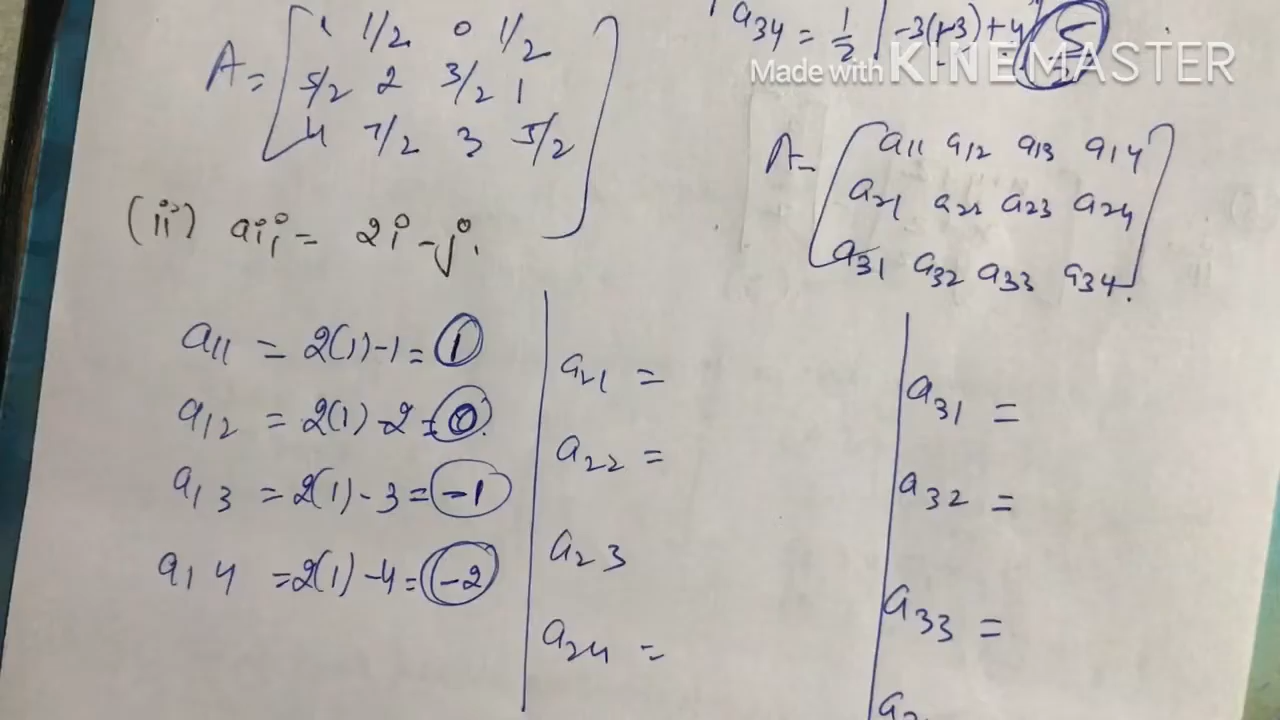 a34 = 1/2 |-3(+3)+4| 5/2
Made with KINEMASTER
A = [ 1 1/2 0 1/2
5/2 2 3/2 1
4 7/2 3 5/2 ]
A = [ a11 a12 a13 a14
a21 a22 a23 a24
a31 a32 a33 a34. ]
(ii) aij = 2i - j.
a11 = 2(1) - 1 = 1
a12 = 2(1) - 2 = 0
a13 = 2(1) - 3 = -1
a14 = 2(1) - 4 = -2
a21 =
a22 =
a23
a24 =
a31 =
a32 =
a33 =